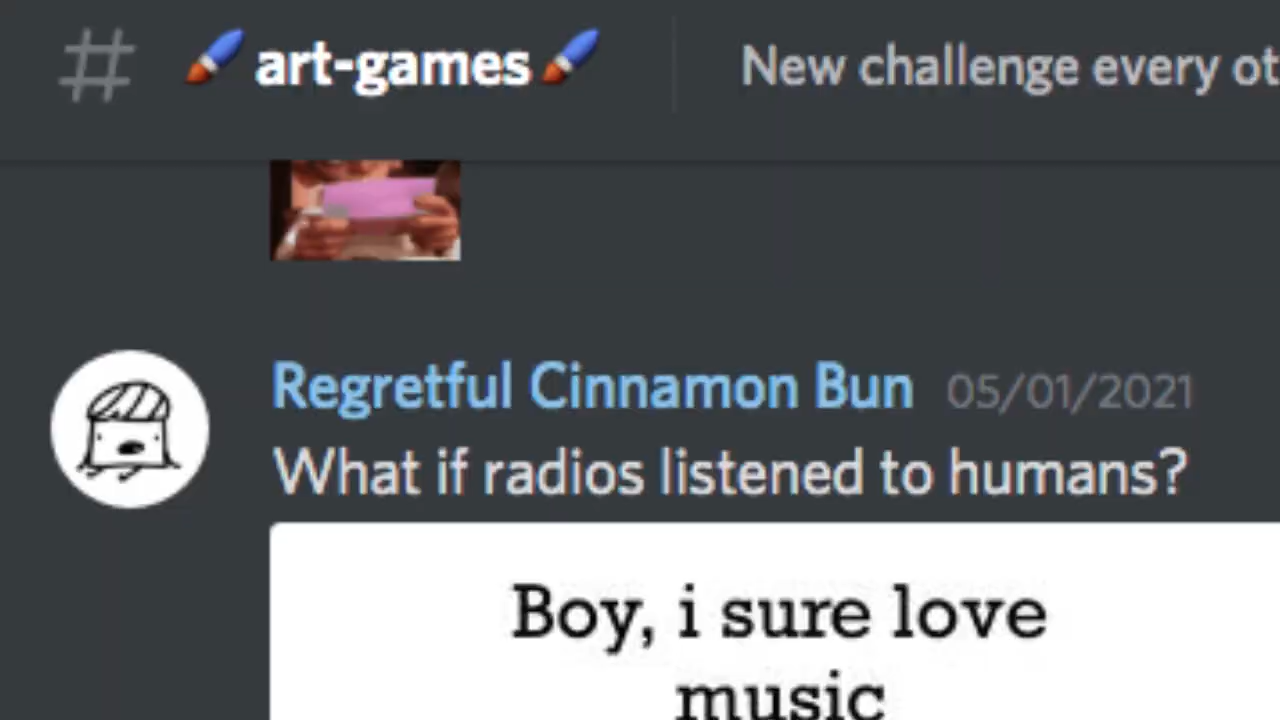 # art-games
New challenge every
Regretful Cinnamon Bun 05/01/2021
What if radios listened to humans?
Boy, i sure love
music